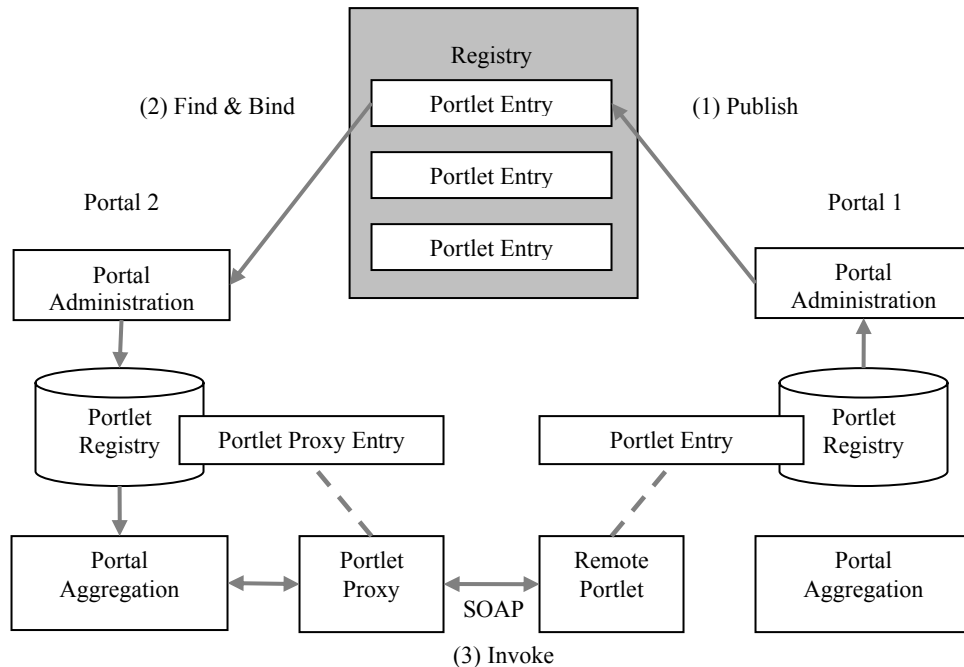 Registry
(2) Find & Bind
Portlet Entry
(1) Publish
Portlet Entry
Portal 2
Portal 1
Portlet Entry
Portal
Administration
Portal
Administration
Portlet
Registry
Portlet Proxy Entry
Portlet Entry
Portlet
Registry
Portal
Aggregation
Portlet
Proxy
SOAP
Remote
Portlet
Portal
Aggregation
(3) Invoke